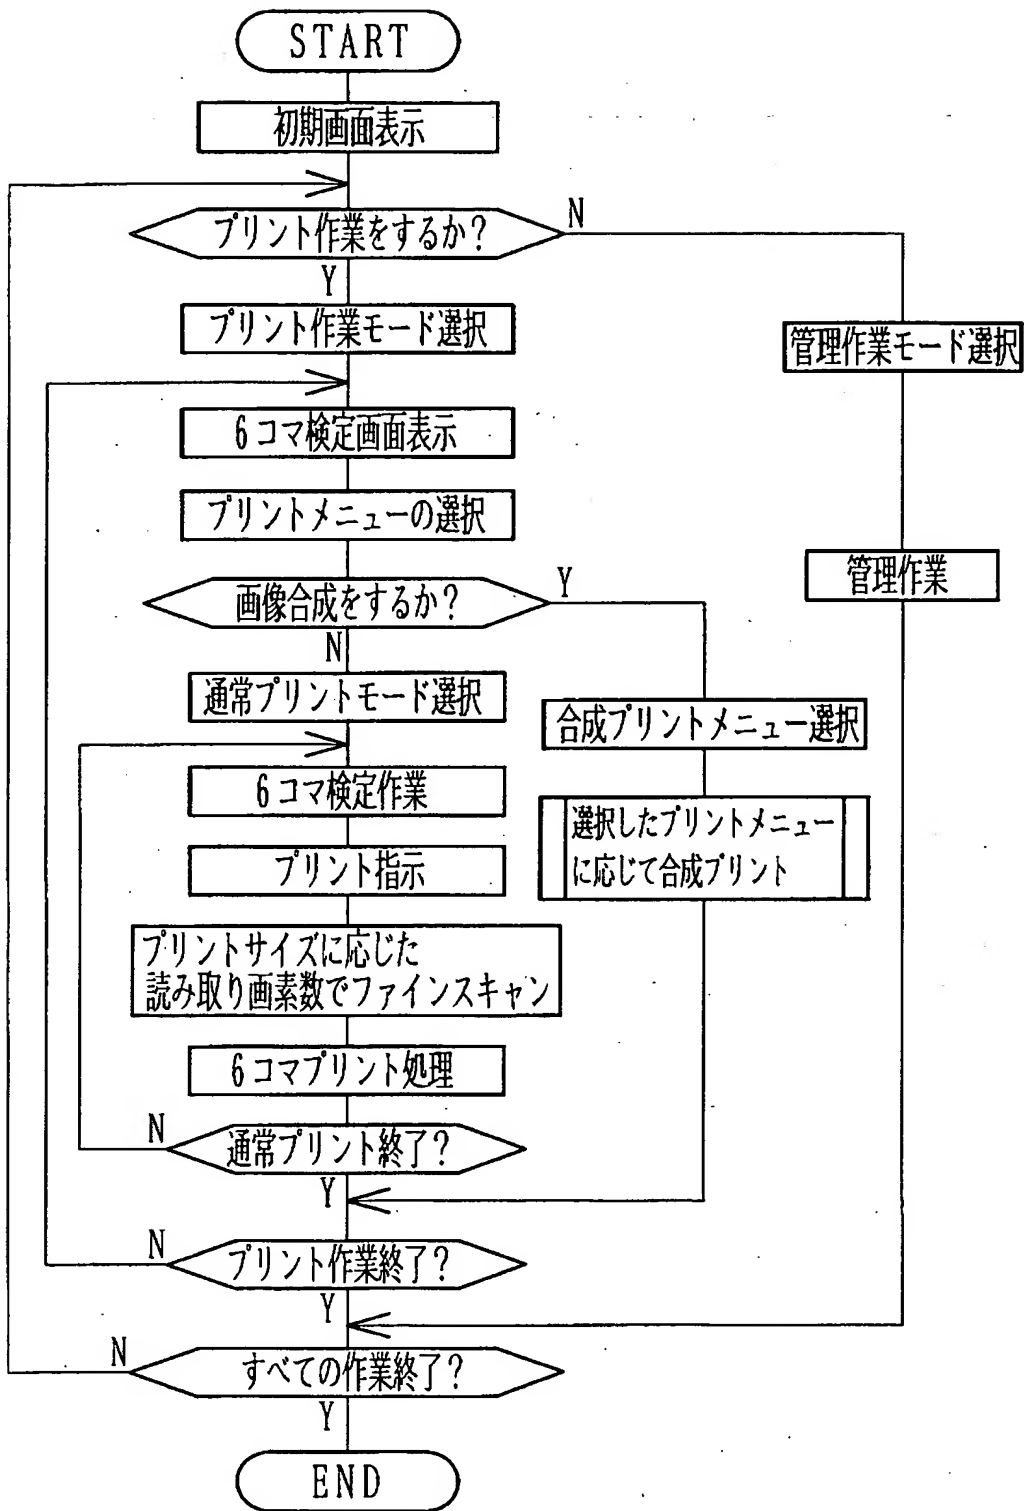 START
初期画面表示
プリント作業をするか?
N
Y
プリント作業モード選択
管理作業モード選択
6コマ検定画面表示
プリントメニューの選択
管理作業
画像合成をするか?
Y
N
通常プリントモード選択
合成プリントメニュー選択
6コマ検定作業
選択したプリントメニュー
に応じて合成プリント
プリント指示
プリントサイズに応じた
読み取り画素数でファインスキャン
6コマプリント処理
N
通常プリント終了?
Y
N
プリント作業終了?
Y
N
すべての作業終了?
Y
END